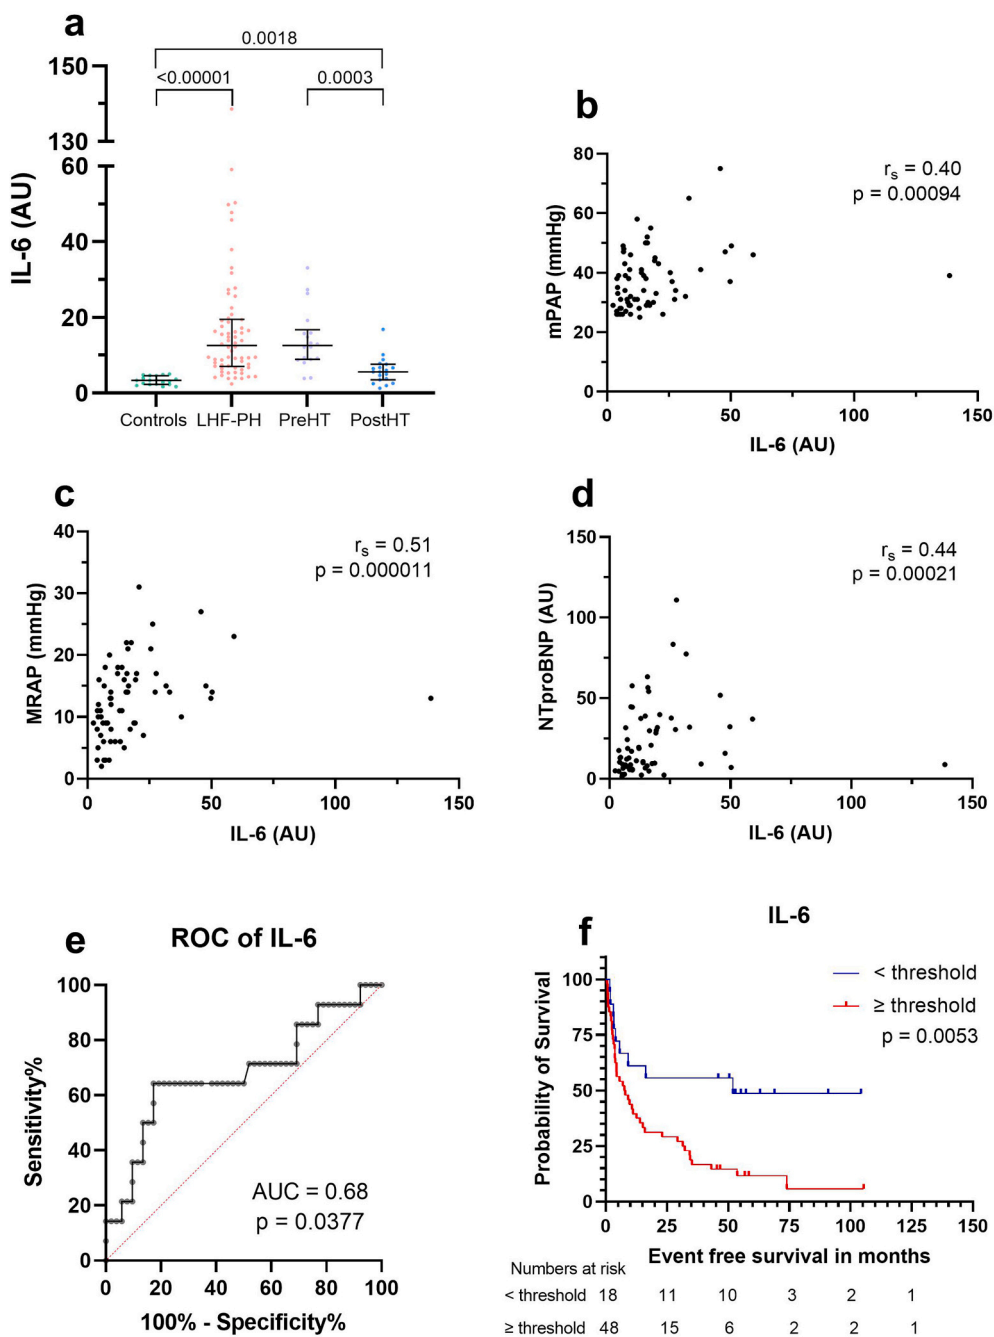 a
0.0018
<0.00001
0.0003
150
130
60
40
20
0
IL-6 (AU)
Controls LHF-PH PreHT PostHT
b
rs = 0.40
p = 0.00094
80
60
40
20
0
mPAP (mmHg)
0 50 100 150
IL-6 (AU)
c
rs = 0.51
p = 0.000011
40
30
20
10
0
MRAP (mmHg)
0 50 100 150
IL-6 (AU)
d
rs = 0.44
p = 0.00021
150
100
50
0
NTproBNP (AU)
0 50 100 150
IL-6 (AU)
e
ROC of IL-6
100
80
60
40
20
0
Sensitivity%
AUC = 0.68
p = 0.0377
0 20 40 60 80 100
100% - Specificity%
f
IL-6
< threshold
≥ threshold
p = 0.0053
100
75
50
25
0
Probability of Survival
0 25 50 75 100 125 150
Event free survival in months
Numbers at risk
< threshold 18 11 10 3 2 1
≥ threshold 48 15 6 2 2 1